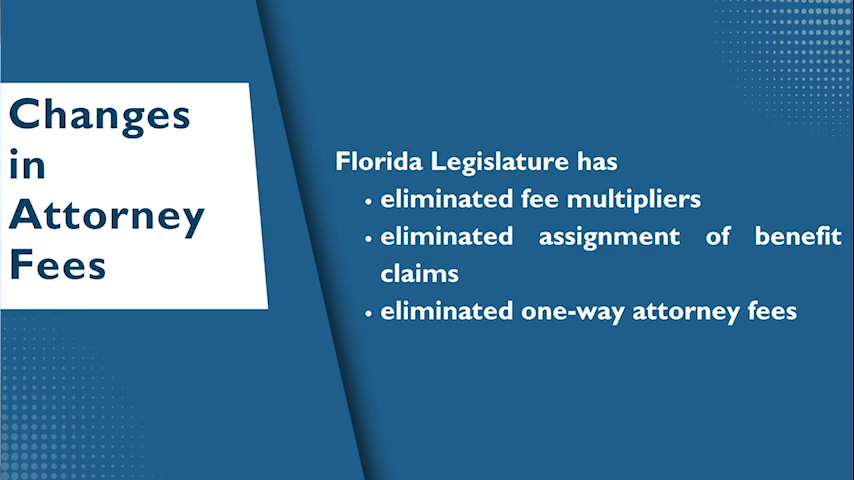 Changes
in
Attorney
Fees
Florida Legislature has
• eliminated fee multipliers
• eliminated assignment of benefit
claims
• eliminated one-way attorney fees